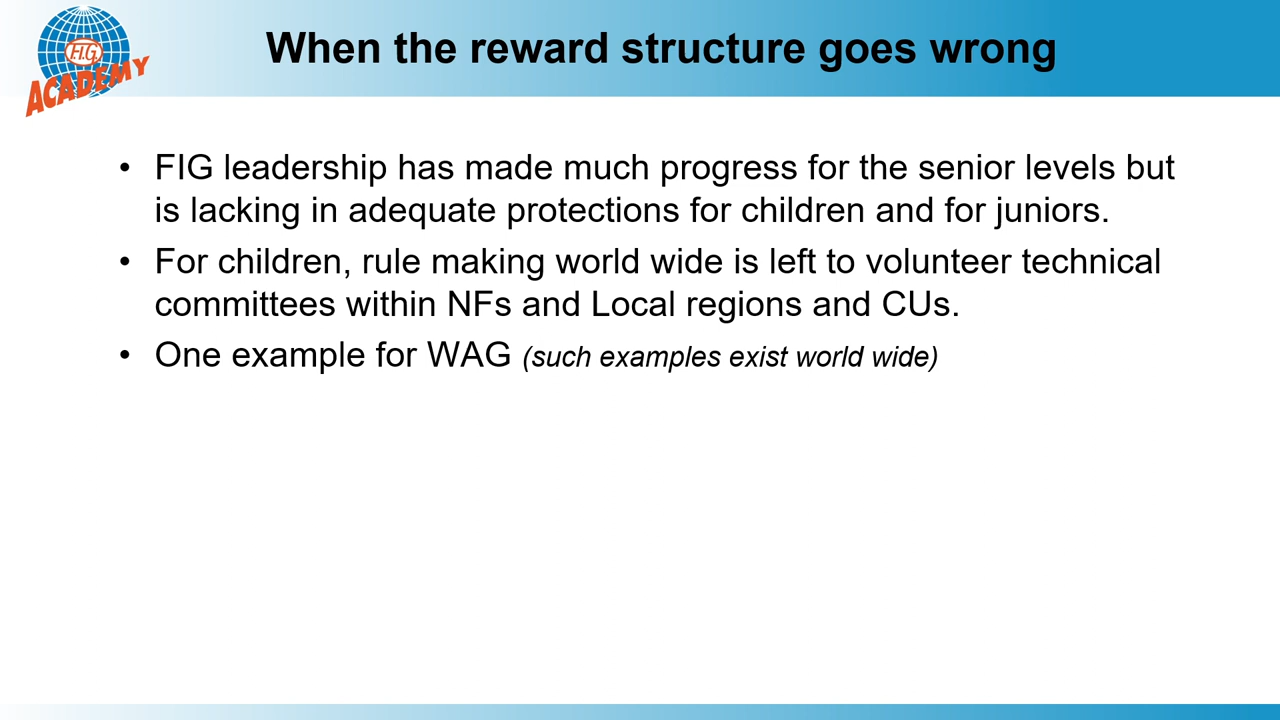 When the reward structure goes wrong
F.I.G.
ACADEMY
• FIG leadership has made much progress for the senior levels but
is lacking in adequate protections for children and for juniors.
• For children, rule making world wide is left to volunteer technical
committees within NFs and Local regions and CUs.
• One example for WAG (such examples exist world wide)